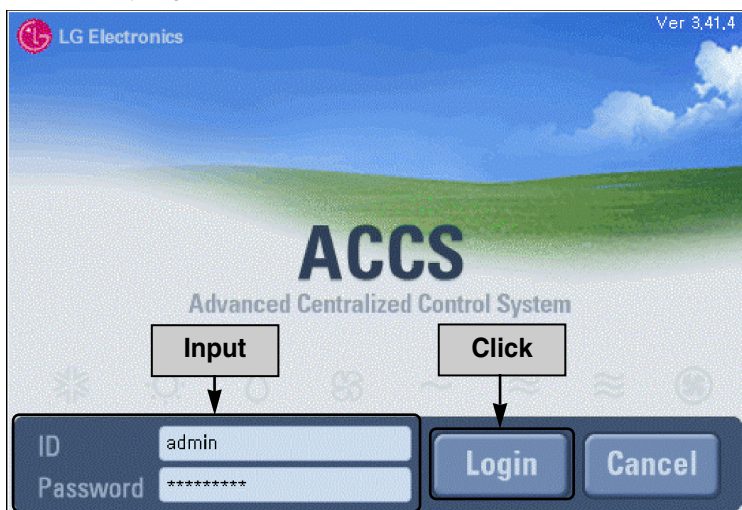 LG Electronics
Ver 3,41,4
ACCS
Advanced Centralized Control System
Input
Click
ID
admin
Password
*********
Login
Cancel